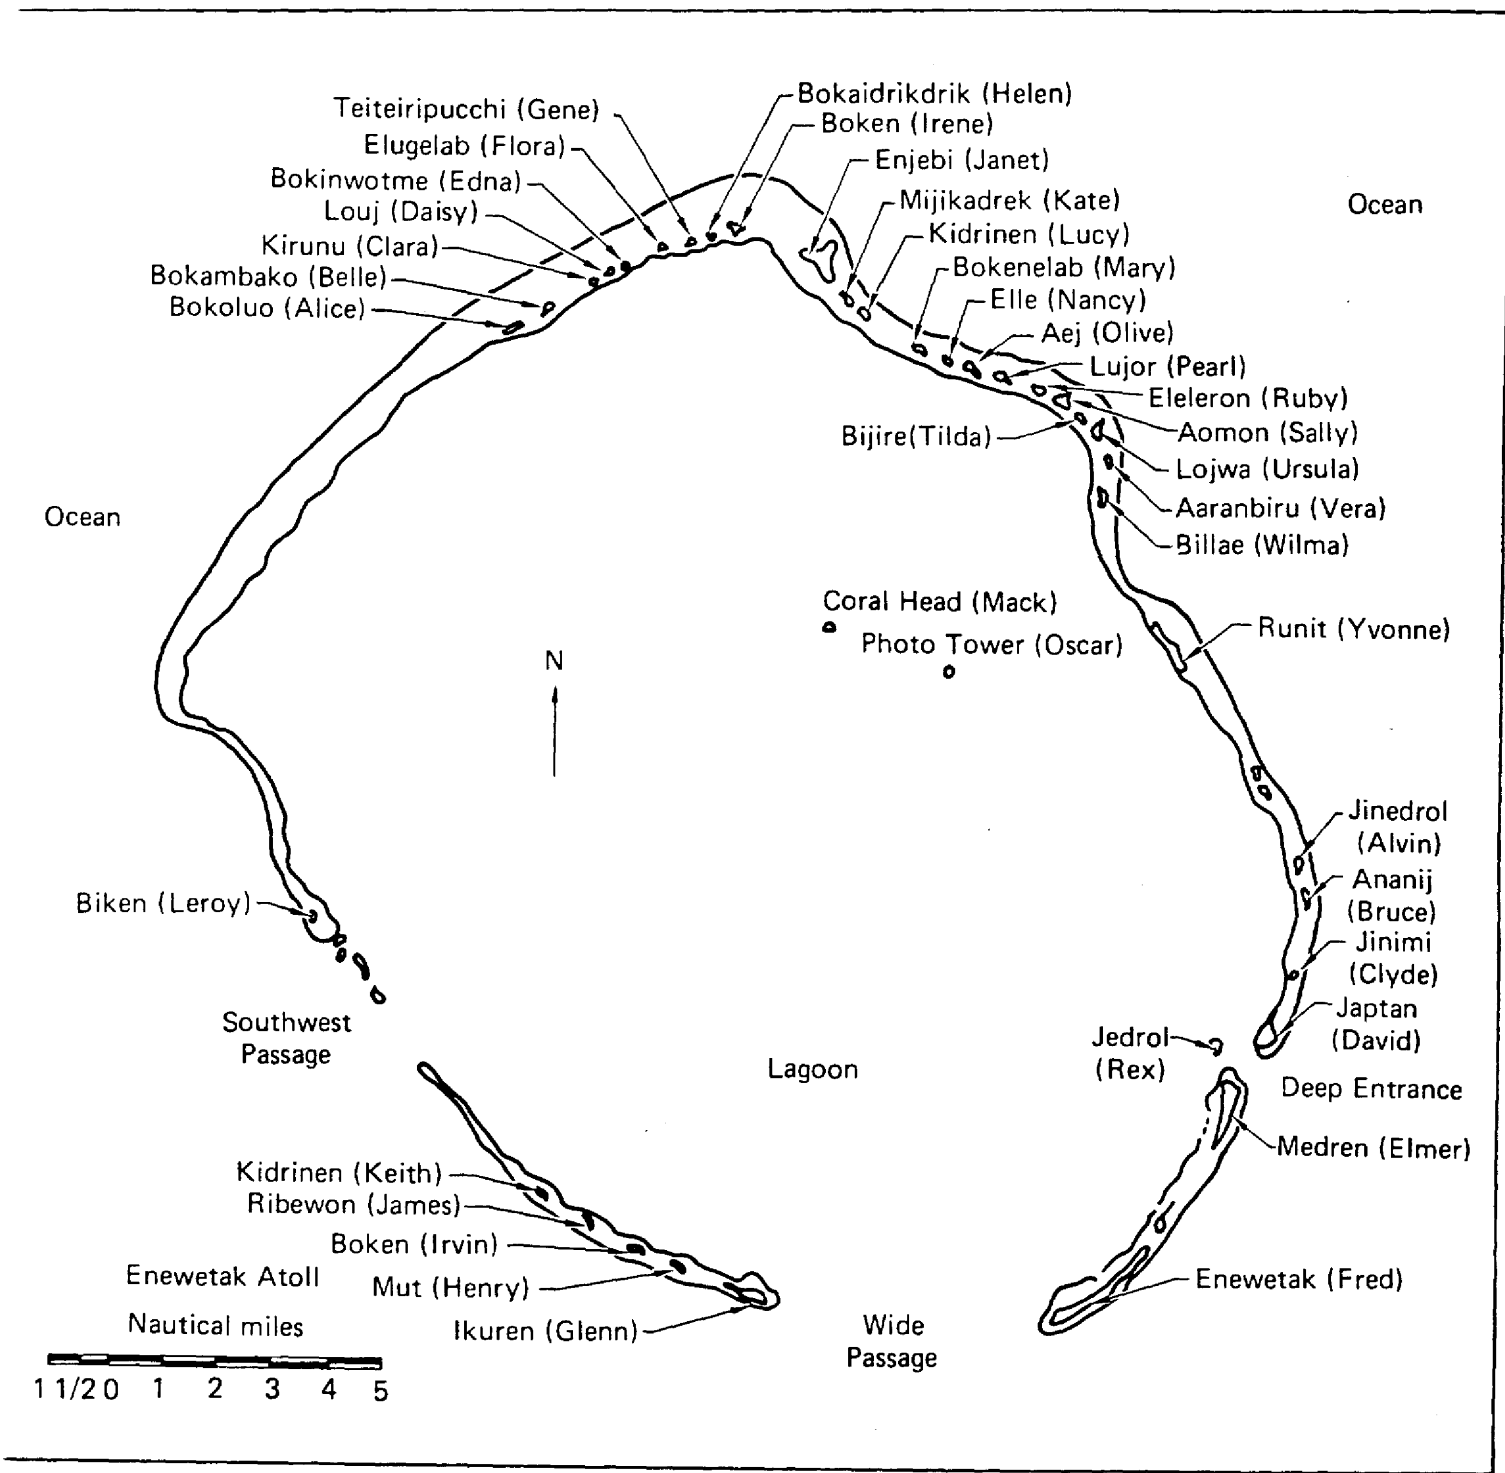 Teiteiripucchi (Gene)
Elugelab (Flora)
Bokinwotme (Edna)
Louj (Daisy)
Kirunu (Clara)
Bokambako (Belle)
Bokoluo (Alice)
Bokaidrikdrik (Helen)
Boken (Irene)
Enjebi (Janet)
Mijikadrek (Kate)
Kidrinen (Lucy)
Bokenelab (Mary)
Elle (Nancy)
Aej (Olive)
Lujor (Pearl)
Eleleron (Ruby)
Aomon (Sally)
Bijire(Tilda)
Lojwa (Ursula)
Aaranbiru (Vera)
Billae (Wilma)
Ocean
Ocean
Coral Head (Mack)
Photo Tower (Oscar)
Runit (Yvonne)
N
Jinedrol
(Alvin)
Ananij
(Bruce)
Jinimi
(Clyde)
Japtan
(David)
Biken (Leroy)
Southwest
Passage
Lagoon
Jedrol
(Rex)
Deep Entrance
Medren (Elmer)
Kidrinen (Keith)
Ribewon (James)
Boken (Irvin)
Mut (Henry)
Ikuren (Glenn)
Enewetak (Fred)
Wide
Passage
Enewetak Atoll
Nautical miles
1 1/2 0 1 2 3 4 5